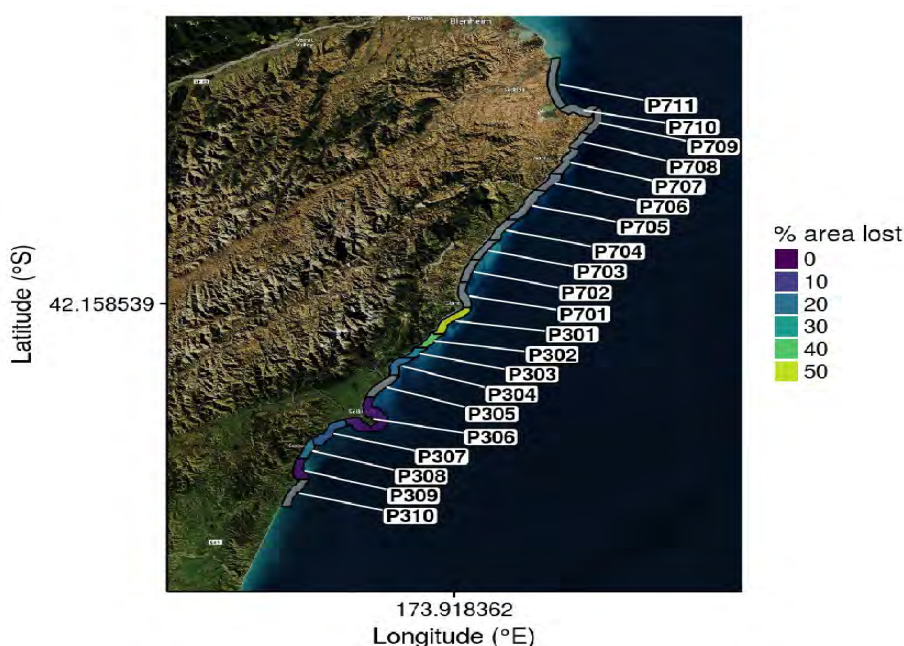 Blenheim
P711
P710
P709
P708
P707
P706
P705
P704
P703
P702
P701
P301
P302
P303
P304
P305
P306
P307
P308
P309
P310
% area lost
0
10
20
30
40
50
Latitude (°S)
42.158539
173.918362
Longitude (°E)